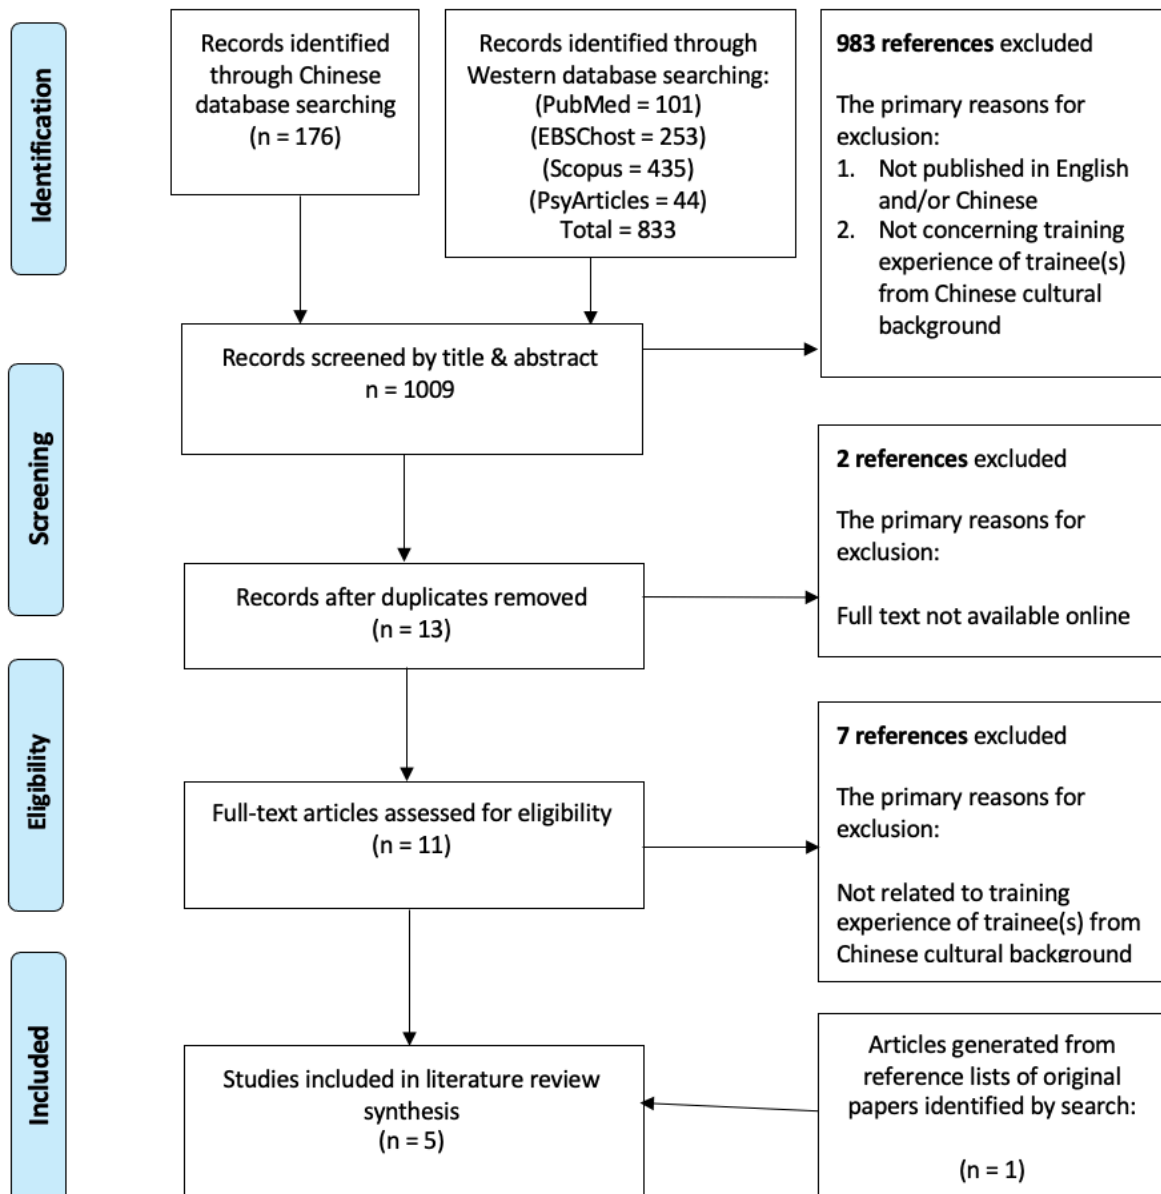 Identification
Records identified
through Chinese
database searching
(n = 176)
Records identified through
Western database searching:
(PubMed = 101)
(EBSChost = 253)
(Scopus = 435)
(PsyArticles = 44)
Total = 833
983 references excluded
The primary reasons for
exclusion:
1. Not published in English
and/or Chinese
2. Not concerning training
experience of trainee(s)
from Chinese cultural
background
Records screened by title & abstract
n = 1009
Screening
2 references excluded
The primary reasons for
exclusion:
Full text not available online
Records after duplicates removed
(n = 13)
Eligibility
7 references excluded
The primary reasons for
exclusion:
Not related to training
experience of trainee(s) from
Chinese cultural background
Full-text articles assessed for eligibility
(n = 11)
Included
Studies included in literature review
synthesis
(n = 5)
Articles generated from
reference lists of original
papers identified by search:
(n = 1)